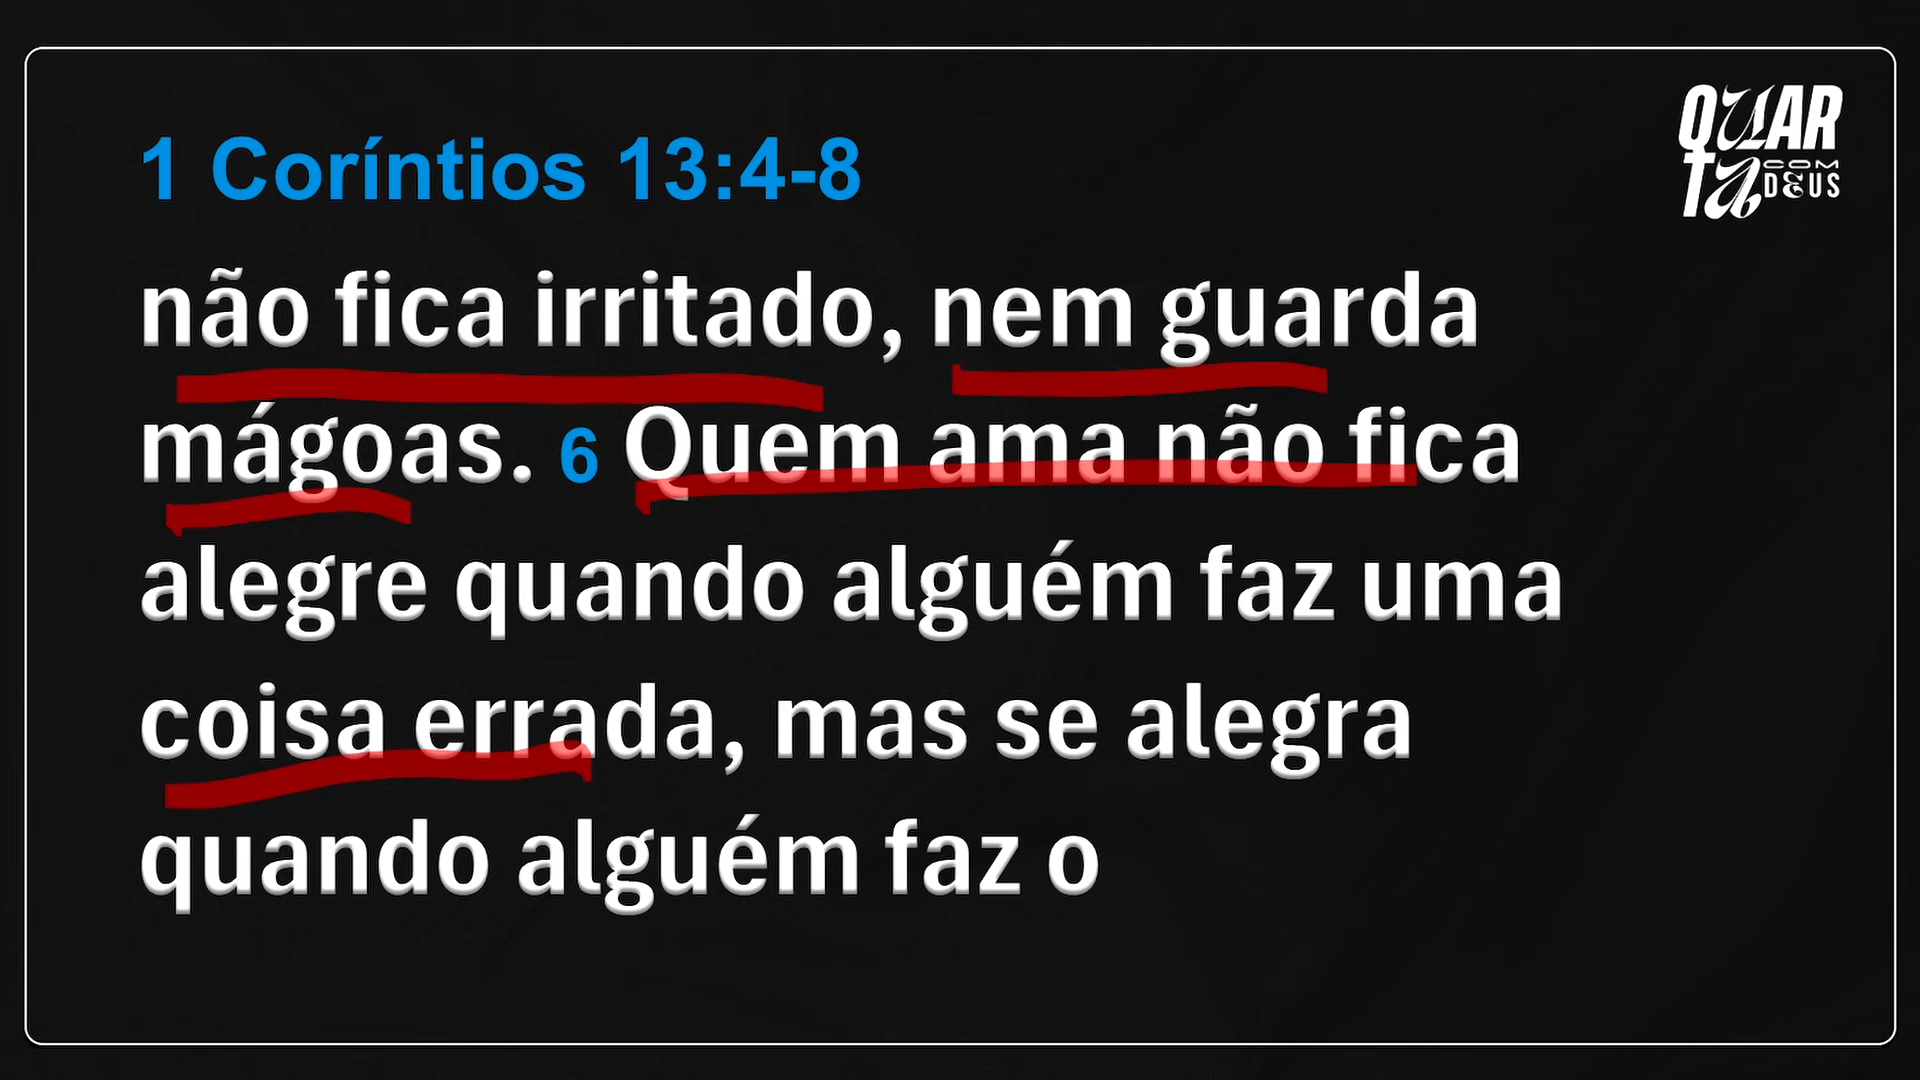 1 Coríntios 13:4-8
QUAR
TA COM
DEUS
não fica irritado, nem guarda
mágoas. 6 Quem ama não fica
alegre quando alguém faz uma
coisa errada, mas se alegra
quando alguém faz o